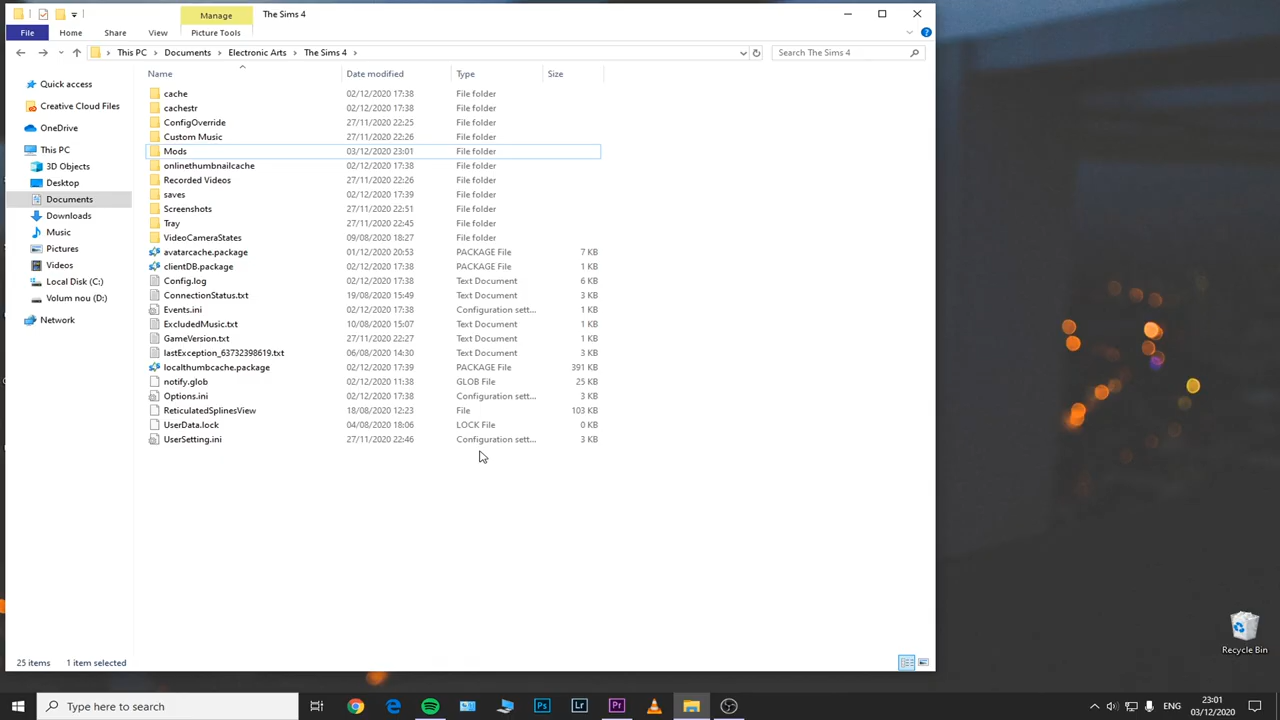 Manage
The Sims 4
File
Home
Share
View
Picture Tools
This PC
Documents
Electronic Arts
The Sims 4
Search The Sims 4
Name
Date modified
Type
Size
Quick access
Creative Cloud Files
OneDrive
This PC
3D Objects
Desktop
Documents
Downloads
Music
Pictures
Videos
Local Disk (C:)
Volum nou (D:)
Network
cache 02/12/2020 17:38 File folder
cachestr 02/12/2020 17:38 File folder
ConfigOverride 27/11/2020 22:25 File folder
Custom Music 27/11/2020 22:26 File folder
Mods 03/12/2020 23:01 File folder
onlinethumbnailcache 02/12/2020 17:38 File folder
Recorded Videos 27/11/2020 22:26 File folder
saves 02/12/2020 17:39 File folder
Screenshots 27/11/2020 22:51 File folder
Tray 27/11/2020 22:45 File folder
VideoCameraStates 09/08/2020 18:27 File folder
avatarcache.package 01/12/2020 20:53 PACKAGE File 7 KB
clientDB.package 02/12/2020 17:38 PACKAGE File 1 KB
Config.log 02/12/2020 17:38 Text Document 6 KB
ConnectionStatus.txt 19/08/2020 15:49 Text Document 3 KB
Events.ini 02/12/2020 17:38 Configuration sett... 1 KB
ExcludedMusic.txt 10/08/2020 15:07 Text Document 3 KB
GameVersion.txt 27/11/2020 22:27 Text Document 1 KB
lastException_63732398619.txt 06/08/2020 14:30 Text Document 3 KB
localthumbcache.package 02/12/2020 17:39 PACKAGE File 391 KB
notify.glob 02/12/2020 11:38 GLOB File 25 KB
Options.ini 02/12/2020 17:38 Configuration sett... 3 KB
ReticulatedSplinesView 18/08/2020 12:23 File 103 KB
UserData.lock 04/08/2020 18:06 LOCK File 0 KB
UserSetting.ini 27/11/2020 22:46 Configuration sett... 3 KB
25 items
1 item selected
Recycle Bin
Type here to search
Ps
Lr
Pr
ENG
23:01
03/12/2020